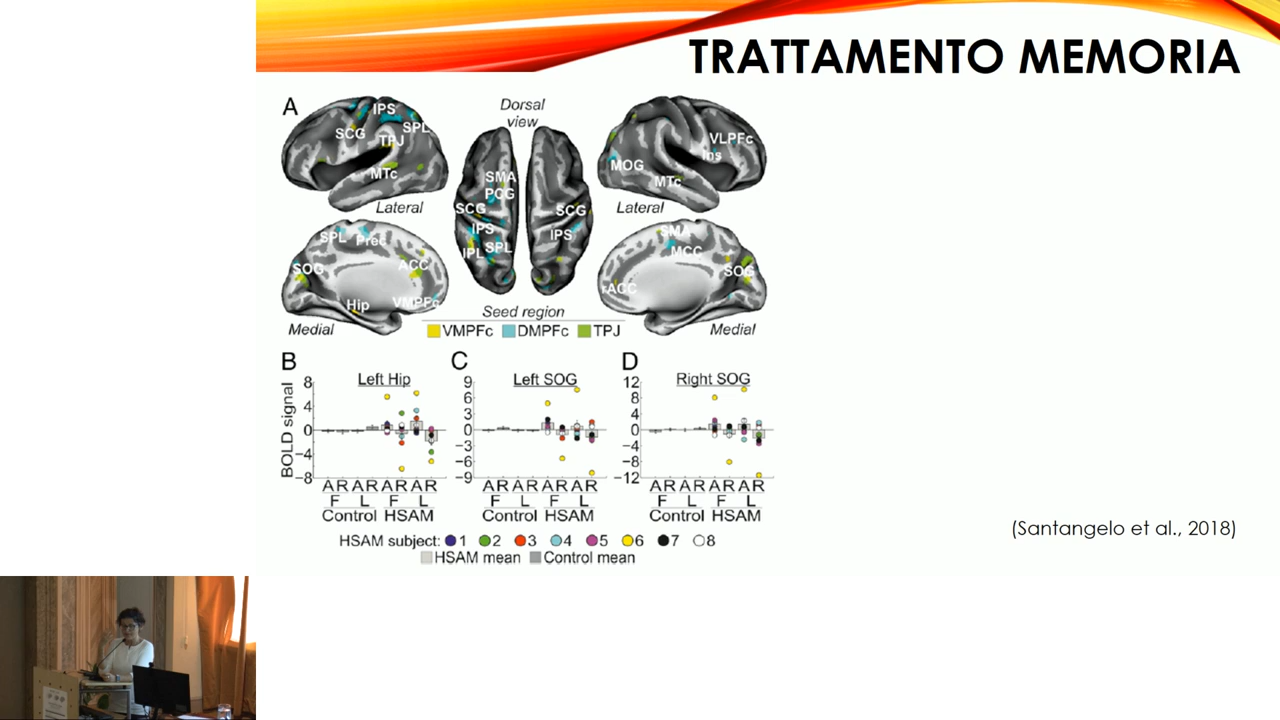 TRATTAMENTO MEMORIA
A
Dorsal
view
IPS
SCG
SPL
TPJ
MTc
Lateral
SMA
PCG
SCG
SCG
IPS
IPS
IPL
SPL
VLPFc
Ins
MOG
MTc
Lateral
SPL
Prec
SOG
ACC
Hip
VMPFc
Medial
SMA
MCC
SOG
rACC
Medial
Seed region
VMPFc DMPFc TPJ
B
Left Hip
BOLD signal
8
4
0
−4
−8
A R A R A R A R
F L F L
Control HSAM
C
Left SOG
9
6
3
0
−3
−6
−9
A R A R A R A R
F L F L
Control HSAM
D
Right SOG
12
8
4
0
−4
−8
−12
A R A R A R A R
F L F L
Control HSAM
HSAM subject: 1 2 3 4 5 6 7 8
HSAM mean Control mean
(Santangelo et al., 2018)